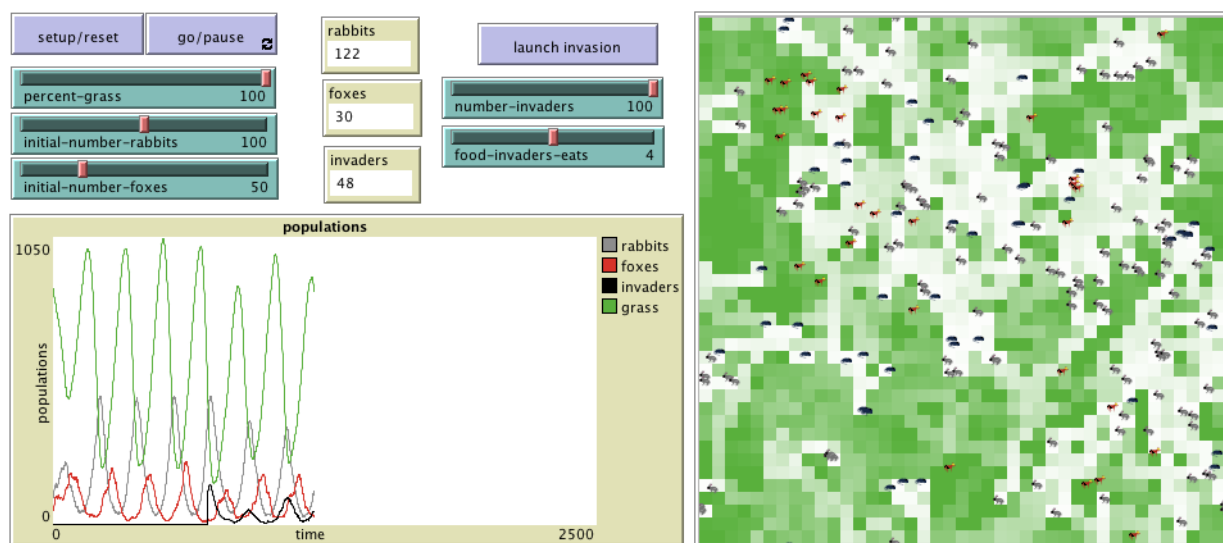 setup/reset
go/pause
percent-grass 100
initial-number-rabbits 100
initial-number-foxes 50
rabbits
122
foxes
30
invaders
48
launch invasion
number-invaders 100
food-invaders-eats 4
populations
1050
populations
0
0 time 2500
rabbits
foxes
invaders
grass